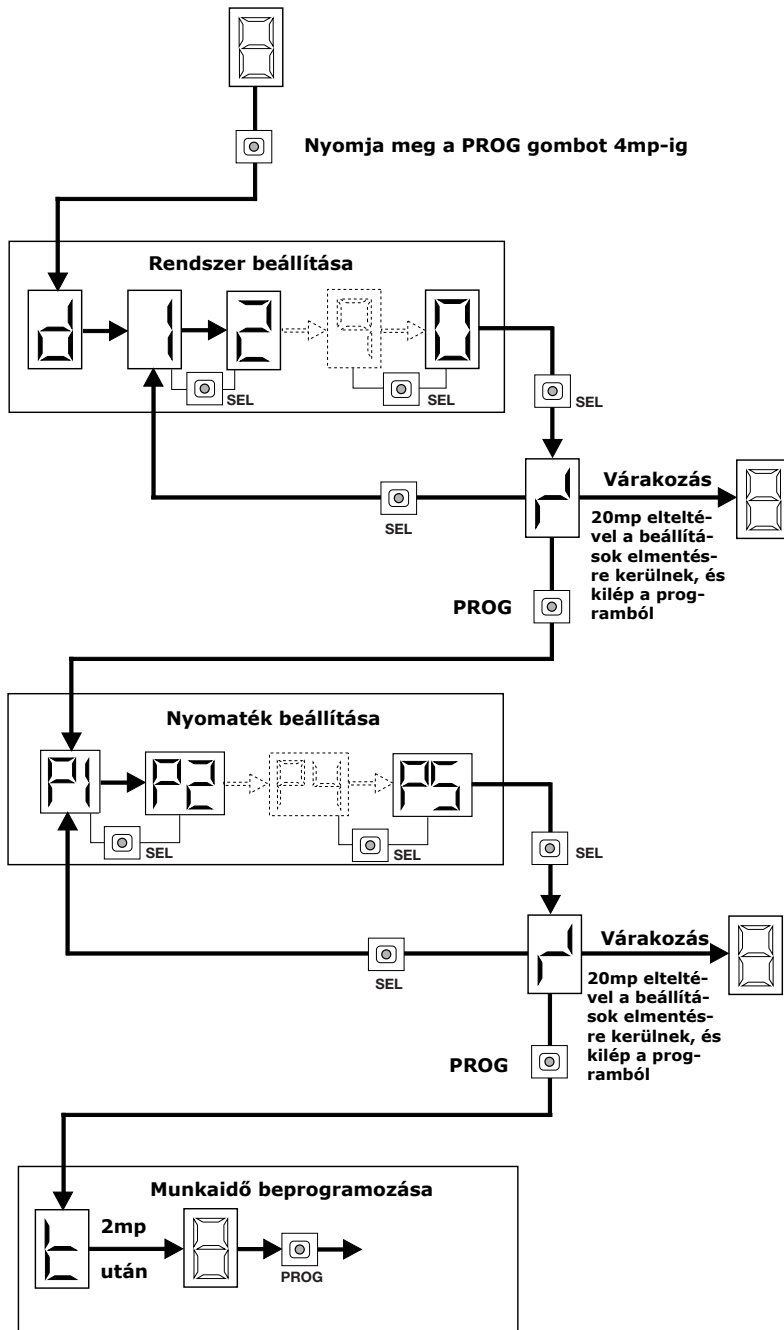 Nyomja meg a PROG gombot 4mp-ig
Rendszer beállítása
d 1 2 9 0
SEL SEL
SEL
Várakozás
SEL
20mp eltelté-
vel a beállítá-
sok elmentés-
re kerülnek, és
kilép a prog-
ramból
PROG
Nyomaték beállítása
P1 P2 P4 P5
SEL SEL
SEL
Várakozás
SEL
20mp eltelté-
vel a beállítá-
sok elmentés-
re kerülnek, és
kilép a prog-
ramból
PROG
Munkaidő beprogramozása
t
2mp
után
PROG